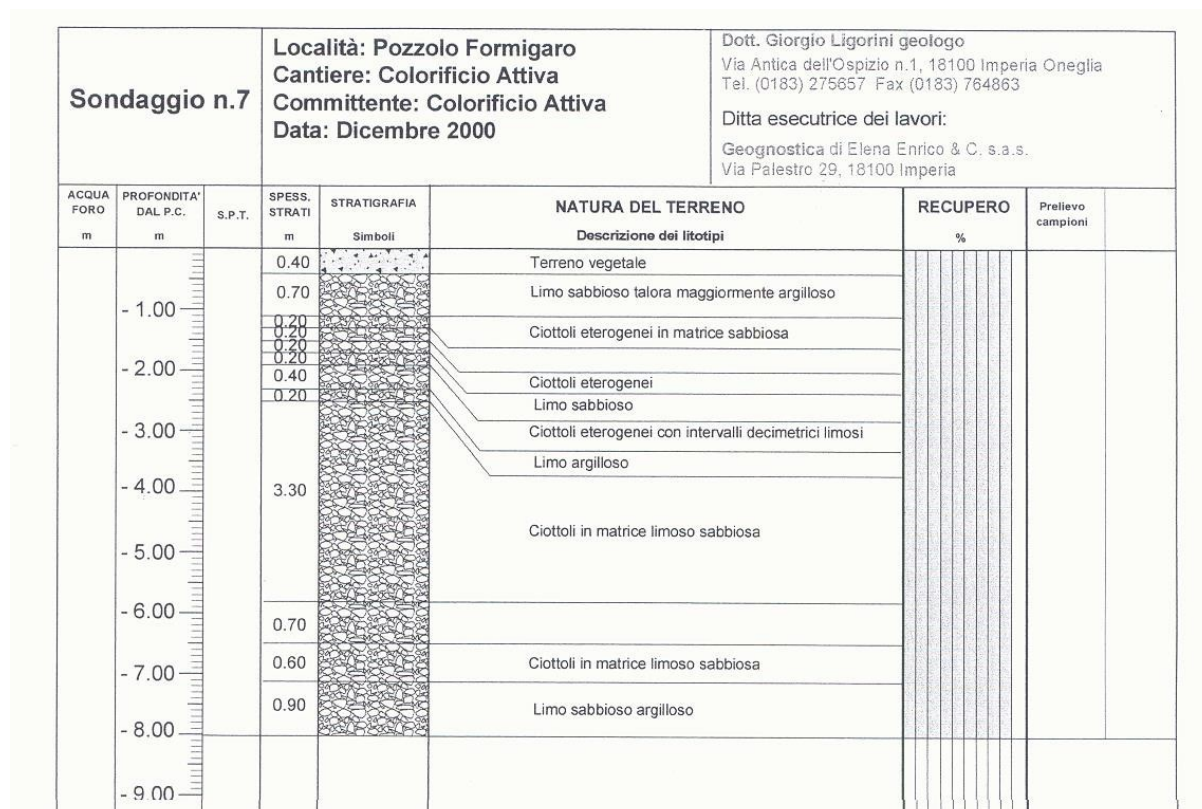 Sondaggio n.7
Località: Pozzolo Formigaro
Cantiere: Colorificio Attiva
Committente: Colorificio Attiva
Data: Dicembre 2000
Dott. Giorgio Ligorini geologo
Via Antica dell'Ospizio n.1, 18100 Imperia Oneglia
Tel. (0183) 275657 Fax (0183) 764863
Ditta esecutrice dei lavori:
Geognostica di Elena Enrico & C. s.a.s.
Via Palestro 29, 18100 Imperia
ACQUA FORO m
PROFONDITA' DAL P.C. m
S.P.T.
SPESS. STRATI m
STRATIGRAFIA Simboli
NATURA DEL TERRENO
Descrizione dei litotipi
RECUPERO %
Prelievo campioni
0.40 Terreno vegetale
0.70 Limo sabbioso talora maggiormente argilloso
- 1.00
0.20 Ciottoli eterogenei in matrice sabbiosa
0.20
0.20
0.20
- 2.00
0.40 Ciottoli eterogenei
0.20 Limo sabbioso
- 3.00 Ciottoli eterogenei con intervalli decimetrici limosi
Limo argilloso
- 4.00 3.30
Ciottoli in matrice limoso sabbiosa
- 5.00
- 6.00
0.70
0.60 Ciottoli in matrice limoso sabbiosa
- 7.00
0.90 Limo sabbioso argilloso
- 8.00
- 9.00